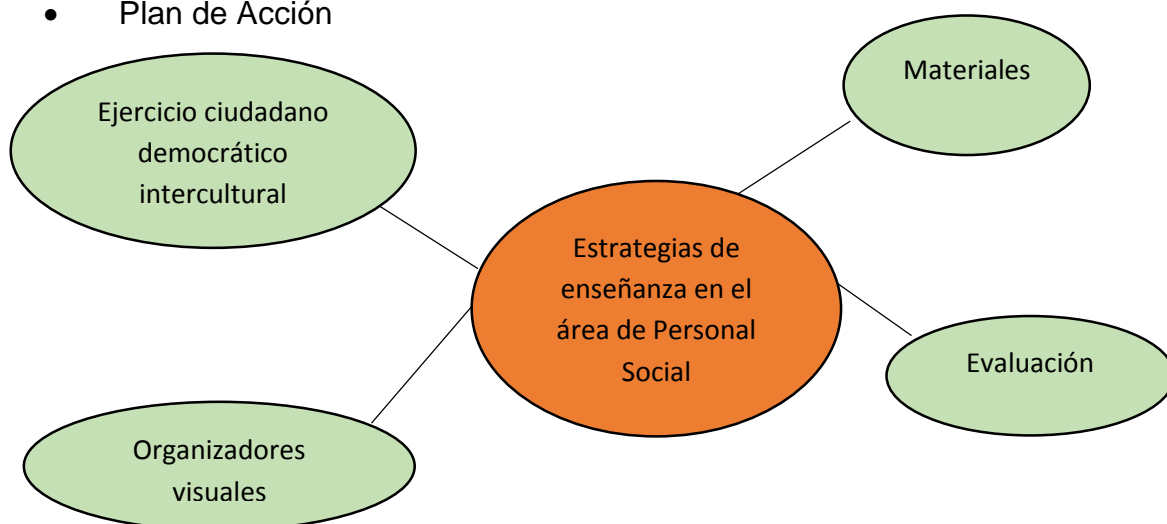 • Plan de Acción
Ejercicio ciudadano
democrático
intercultural
Materiales
Estrategias de
enseñanza en el
área de Personal
Social
Evaluación
Organizadores
visuales